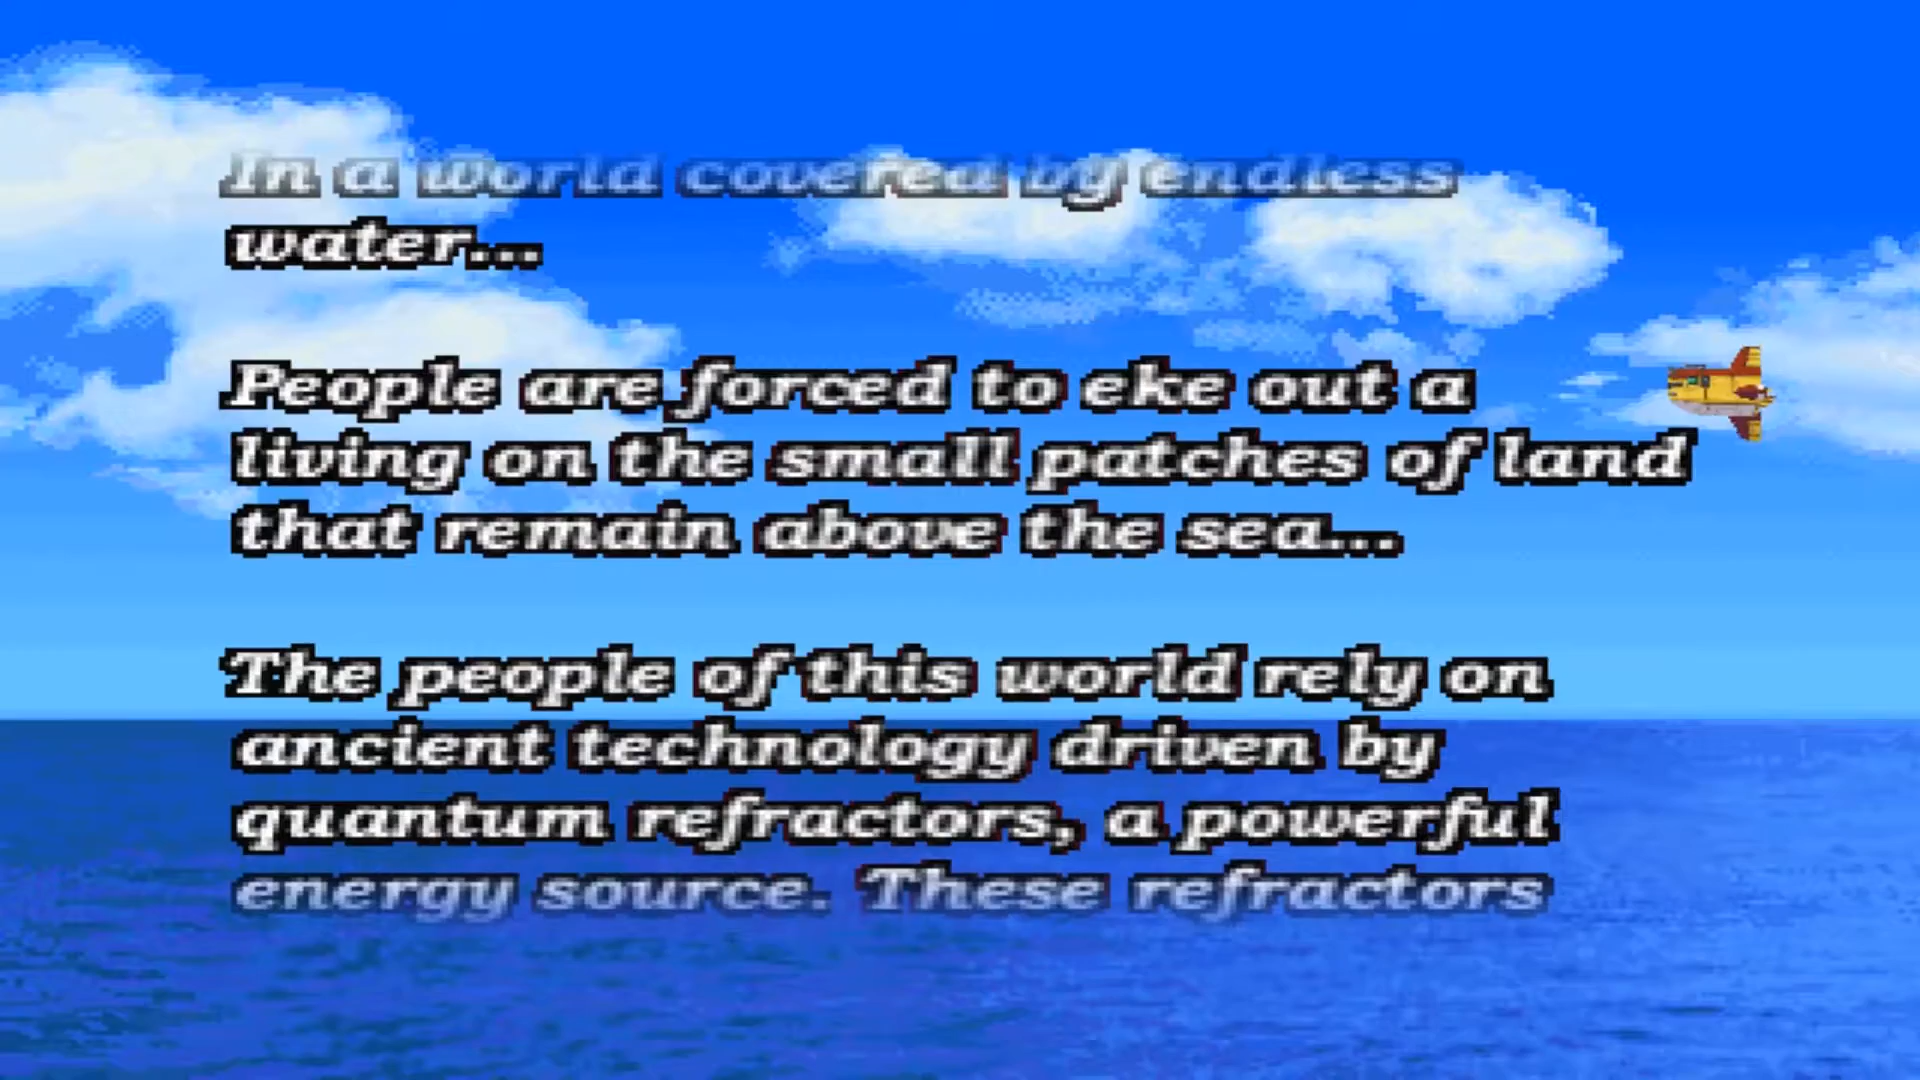 In a world covered by endless
water...
People are forced to eke out a
living on the small patches of land
that remain above the sea...
The people of this world rely on
ancient technology driven by
quantum refractors, a powerful
energy source. These refractors